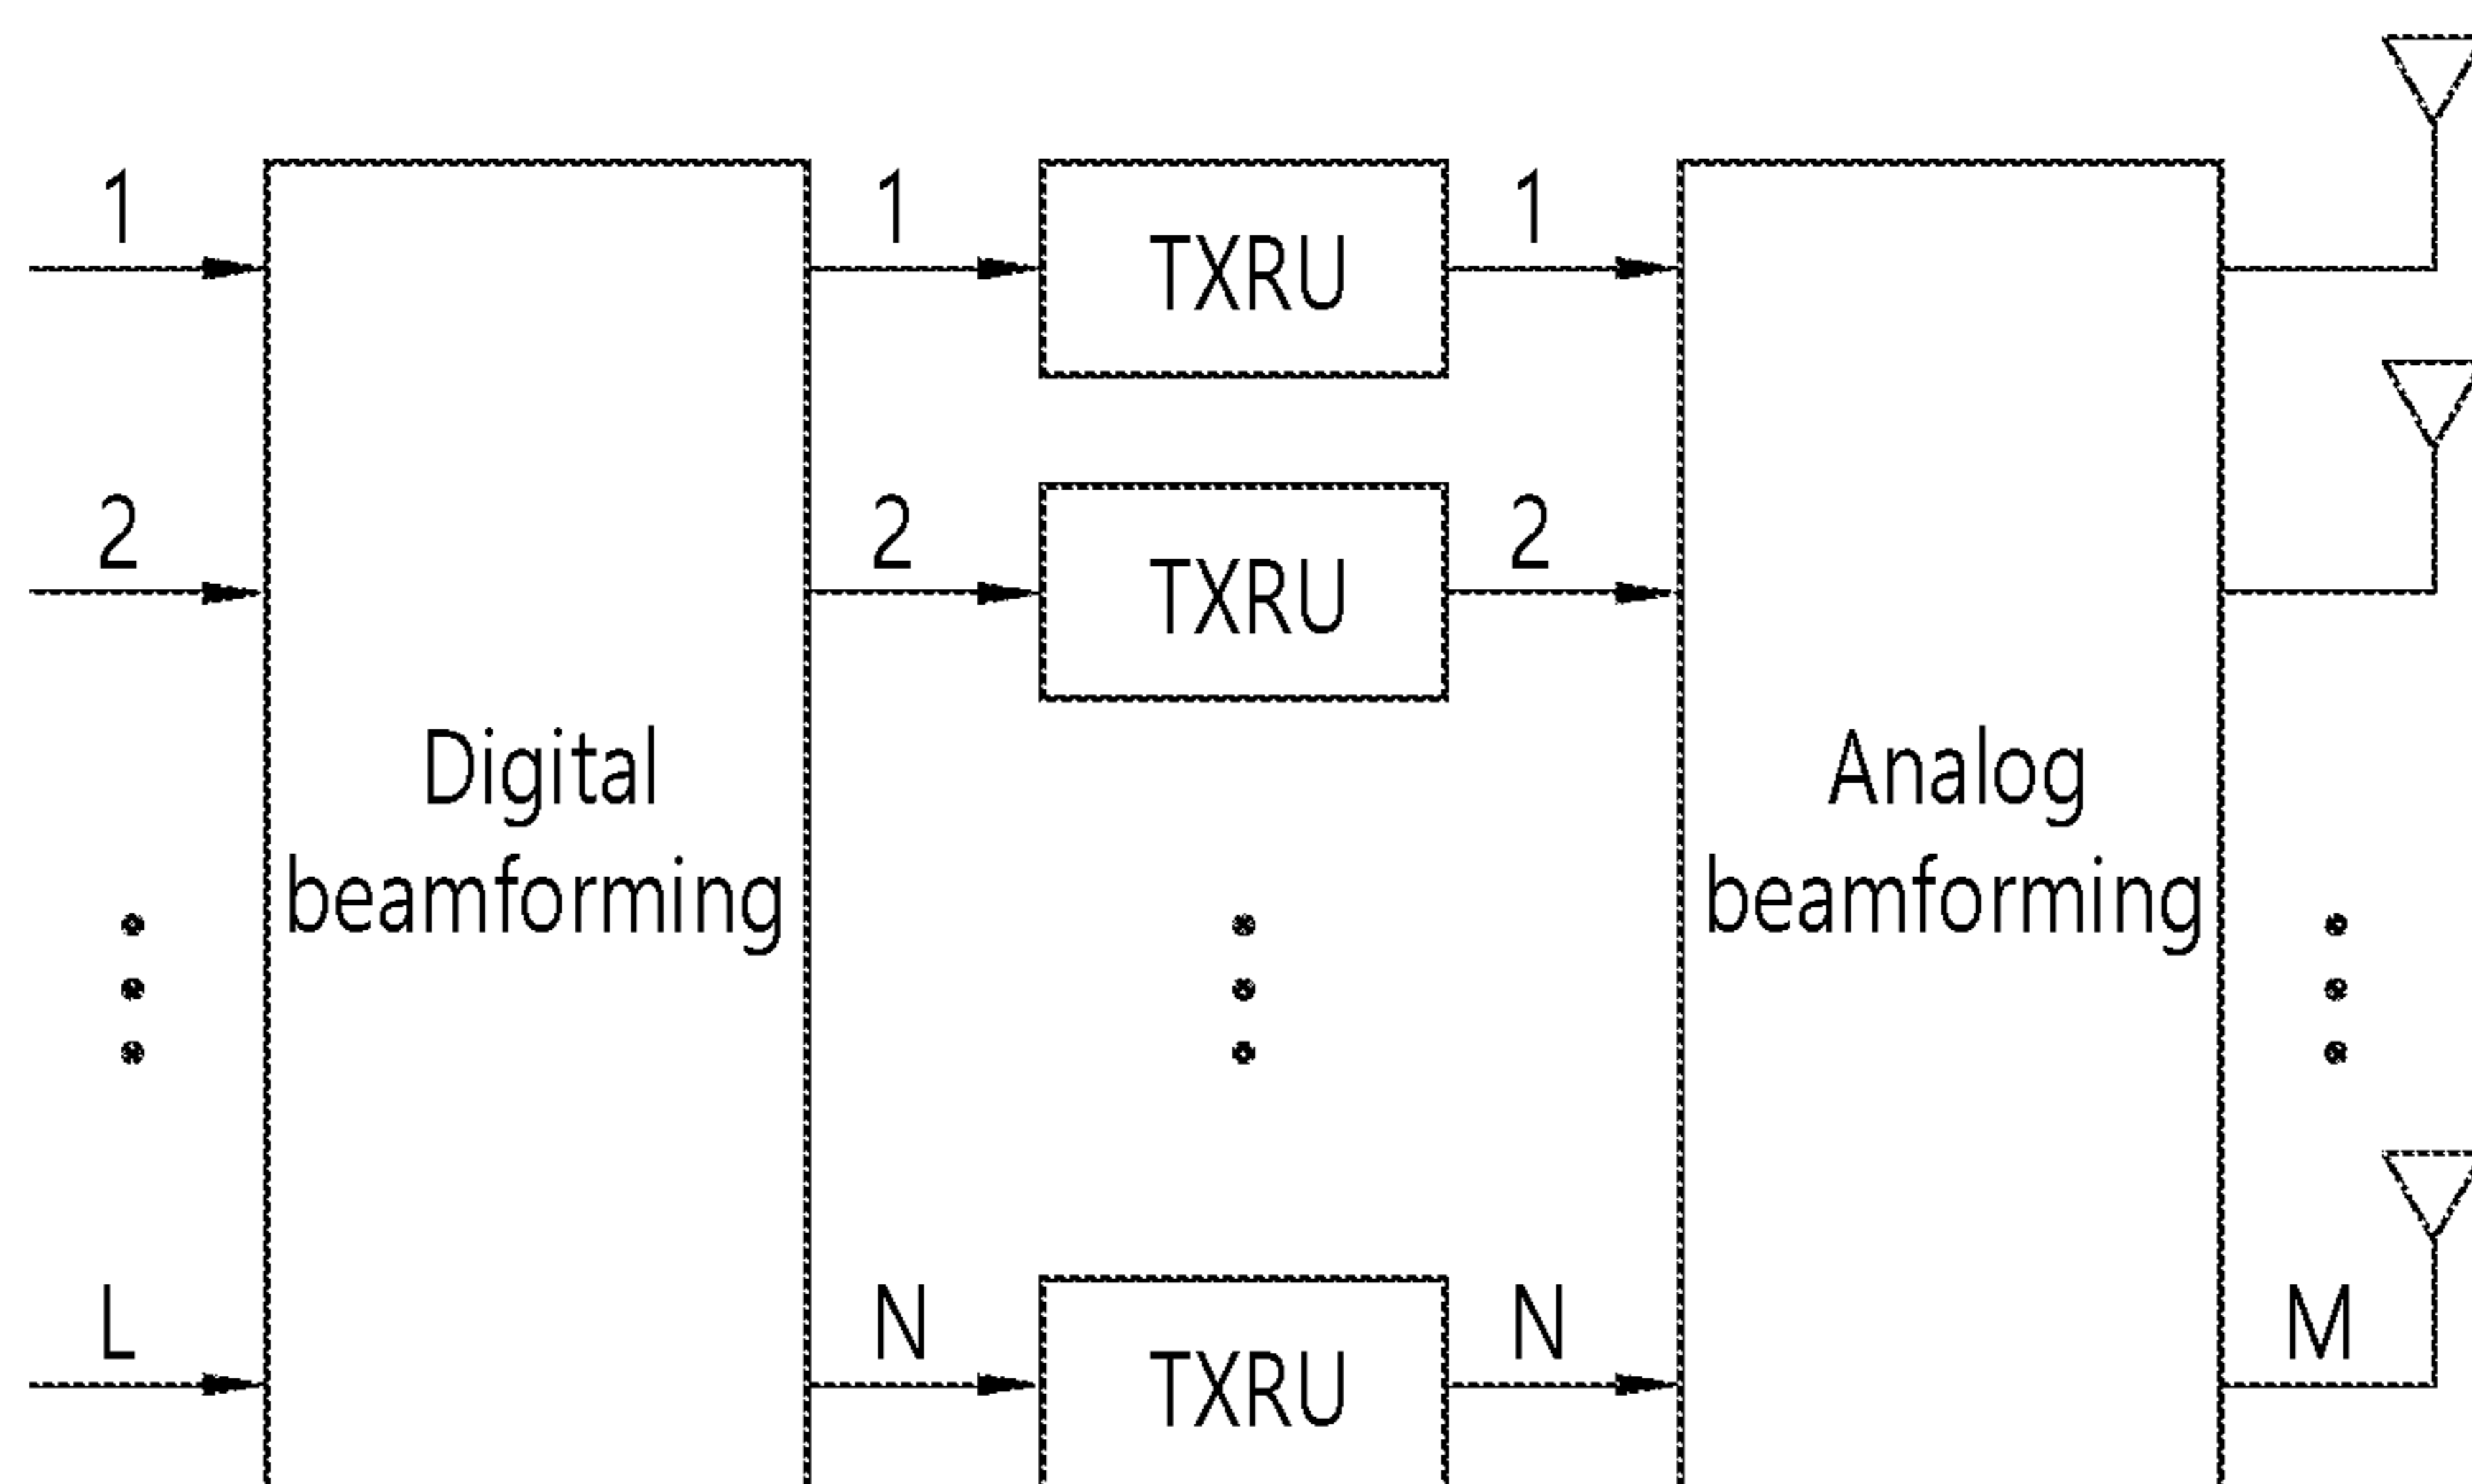 1
1
TXRU
1
2
2
TXRU
2
Digital
beamforming
Analog
beamforming
L
N
TXRU
N
M